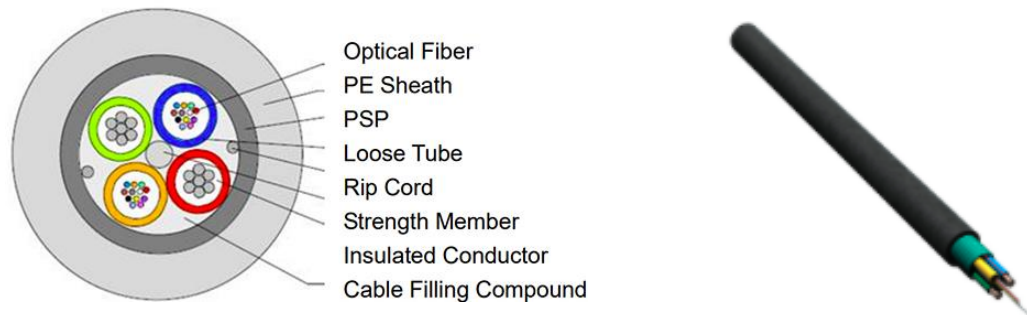 Optical Fiber
PE Sheath
PSP
Loose Tube
Rip Cord
Strength Member
Insulated Conductor
Cable Filling Compound